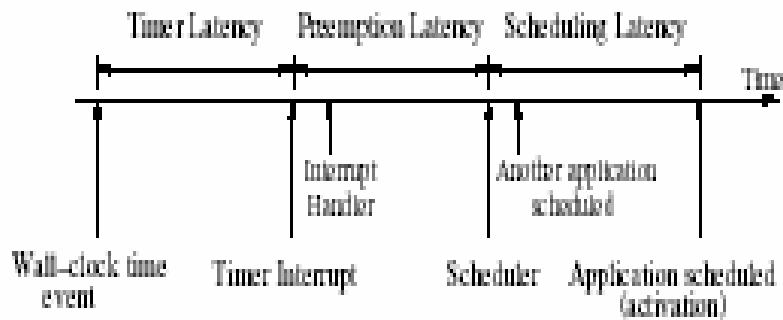 Timer Latency
Preemption Latency
Scheduling Latency
Time
Interrupt
Handler
Another application
scheduled
Wall-clock time
event
Timer Interrupt
Scheduler
Application scheduled
(activation)